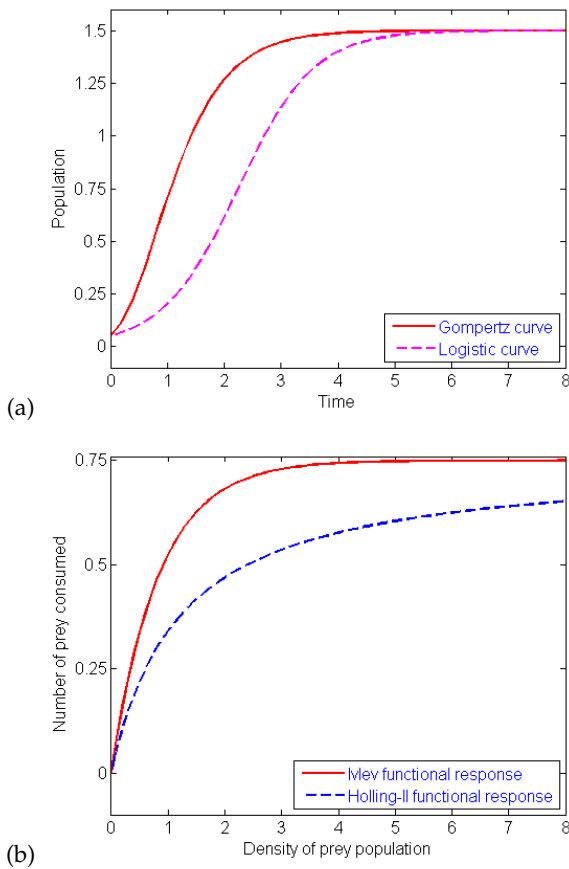 1.5
1.25
1
0.75
0.5
0.25
0
Population
0 1 2 3 4 5 6 7 8
Time
Gompertz curve
Logistic curve
(a)
0.75
0.5
0.25
0
Number of prey consumed
0 1 2 3 4 5 6 7 8
Density of prey population
Mev functional response
Holling-II functional response
(b)